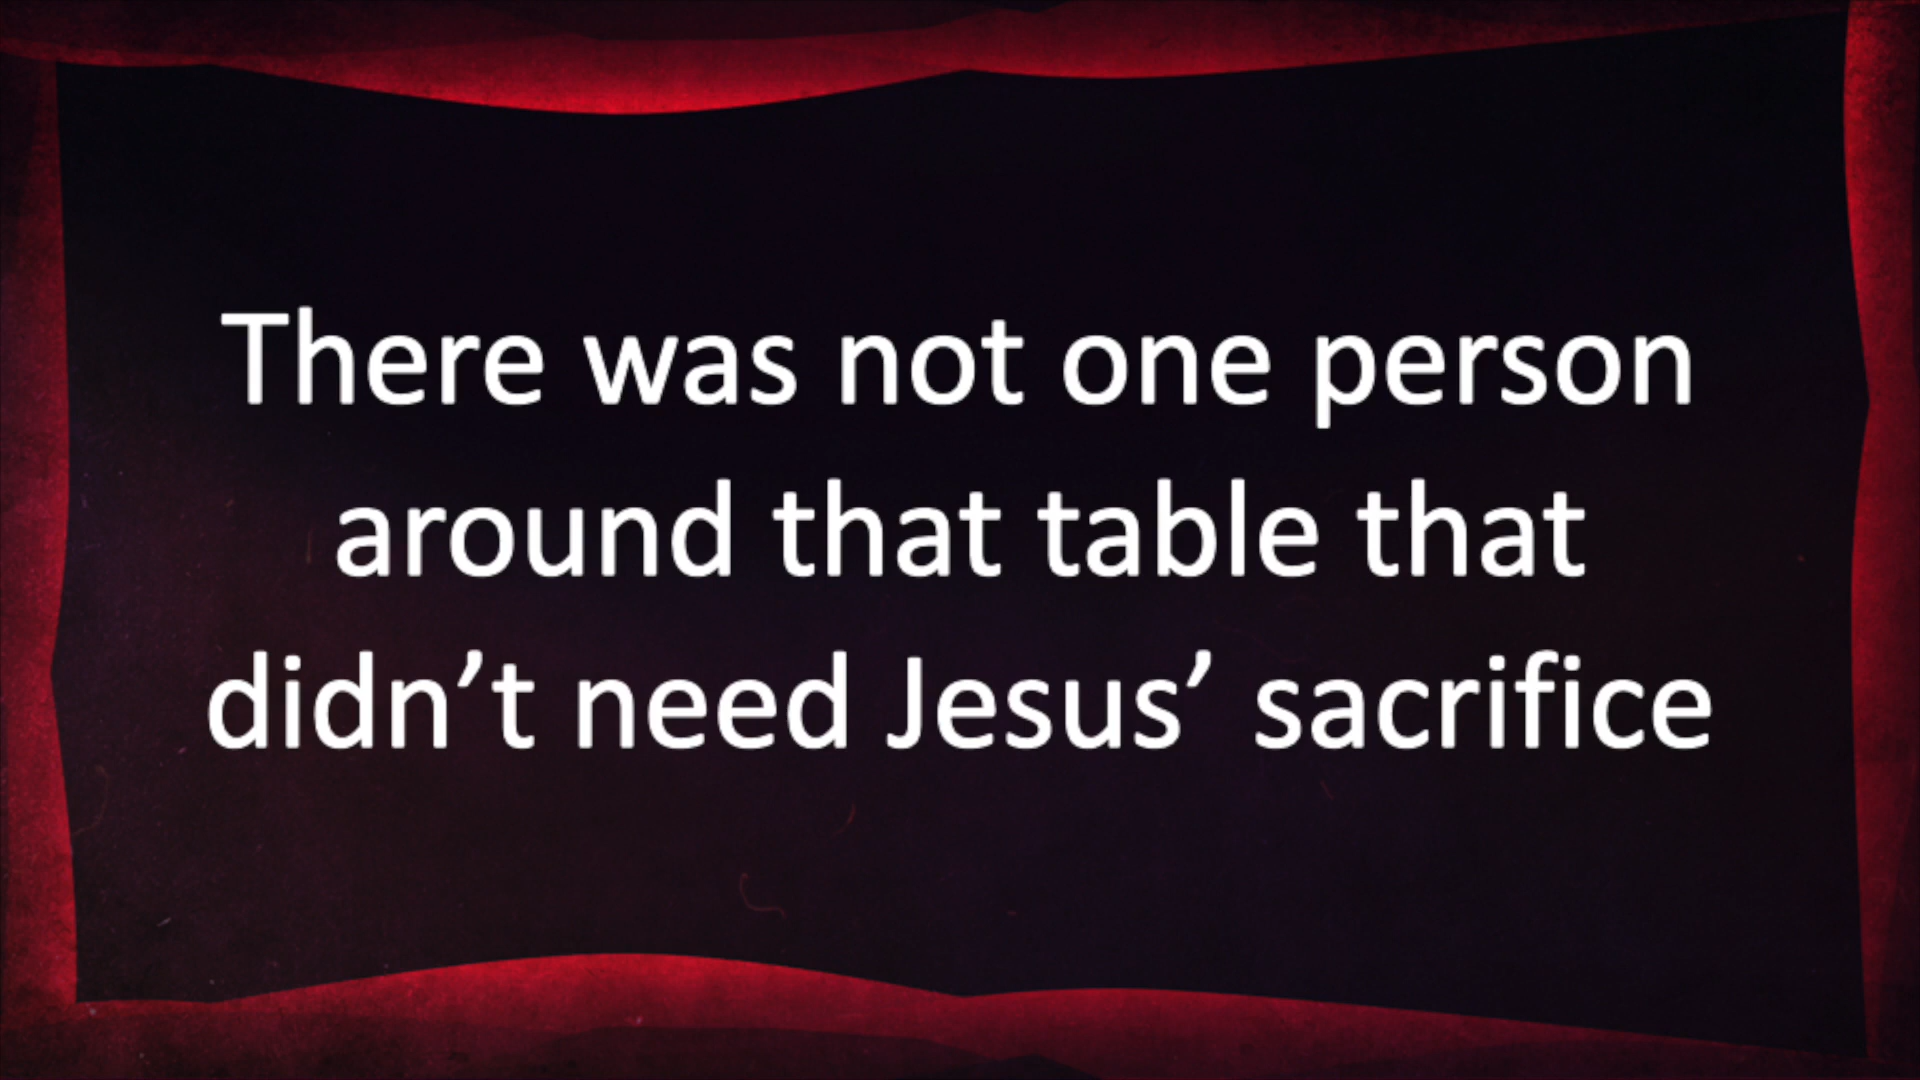 There was not one person
around that table that
didn’t need Jesus’ sacrifice